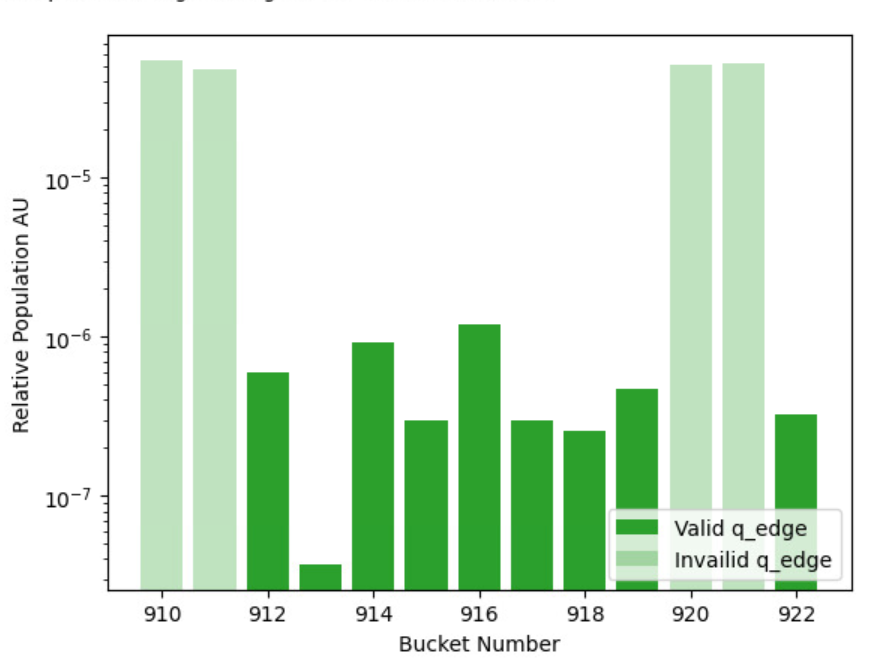 10⁻⁵
10⁻⁶
10⁻⁷
Relative Population AU
910 912 914 916 918 920 922
Bucket Number
Valid q_edge
Invailid q_edge